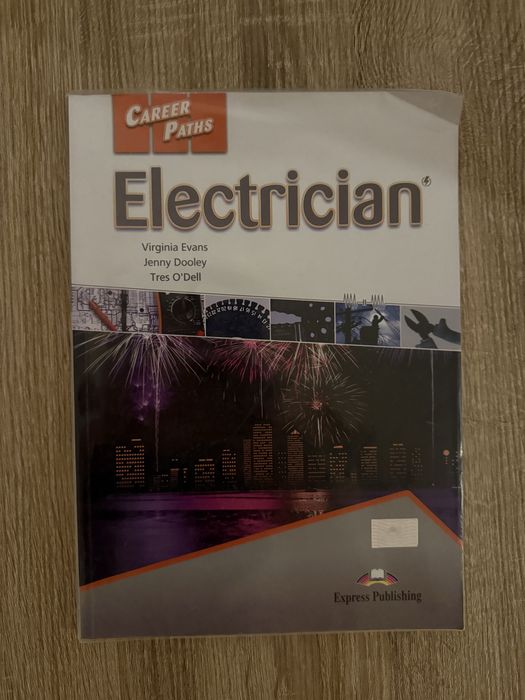 CAREER
PATHS
Electrician
Virginia Evans
Jenny Dooley
Tres O'Dell
Express Publishing